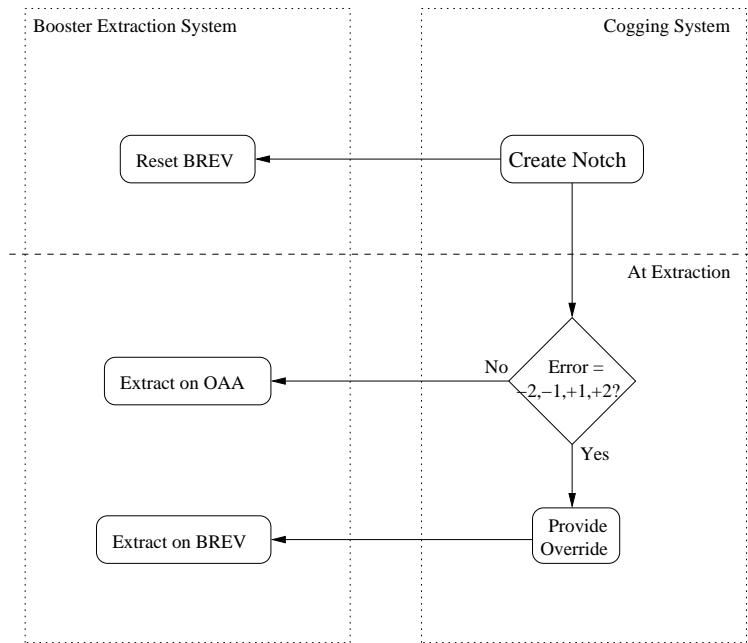 Booster Extraction System
Cogging System
Reset BREV
Create Notch
At Extraction
No
Error =
−2,−1,+1,+2?
Extract on OAA
Yes
Provide
Override
Extract on BREV